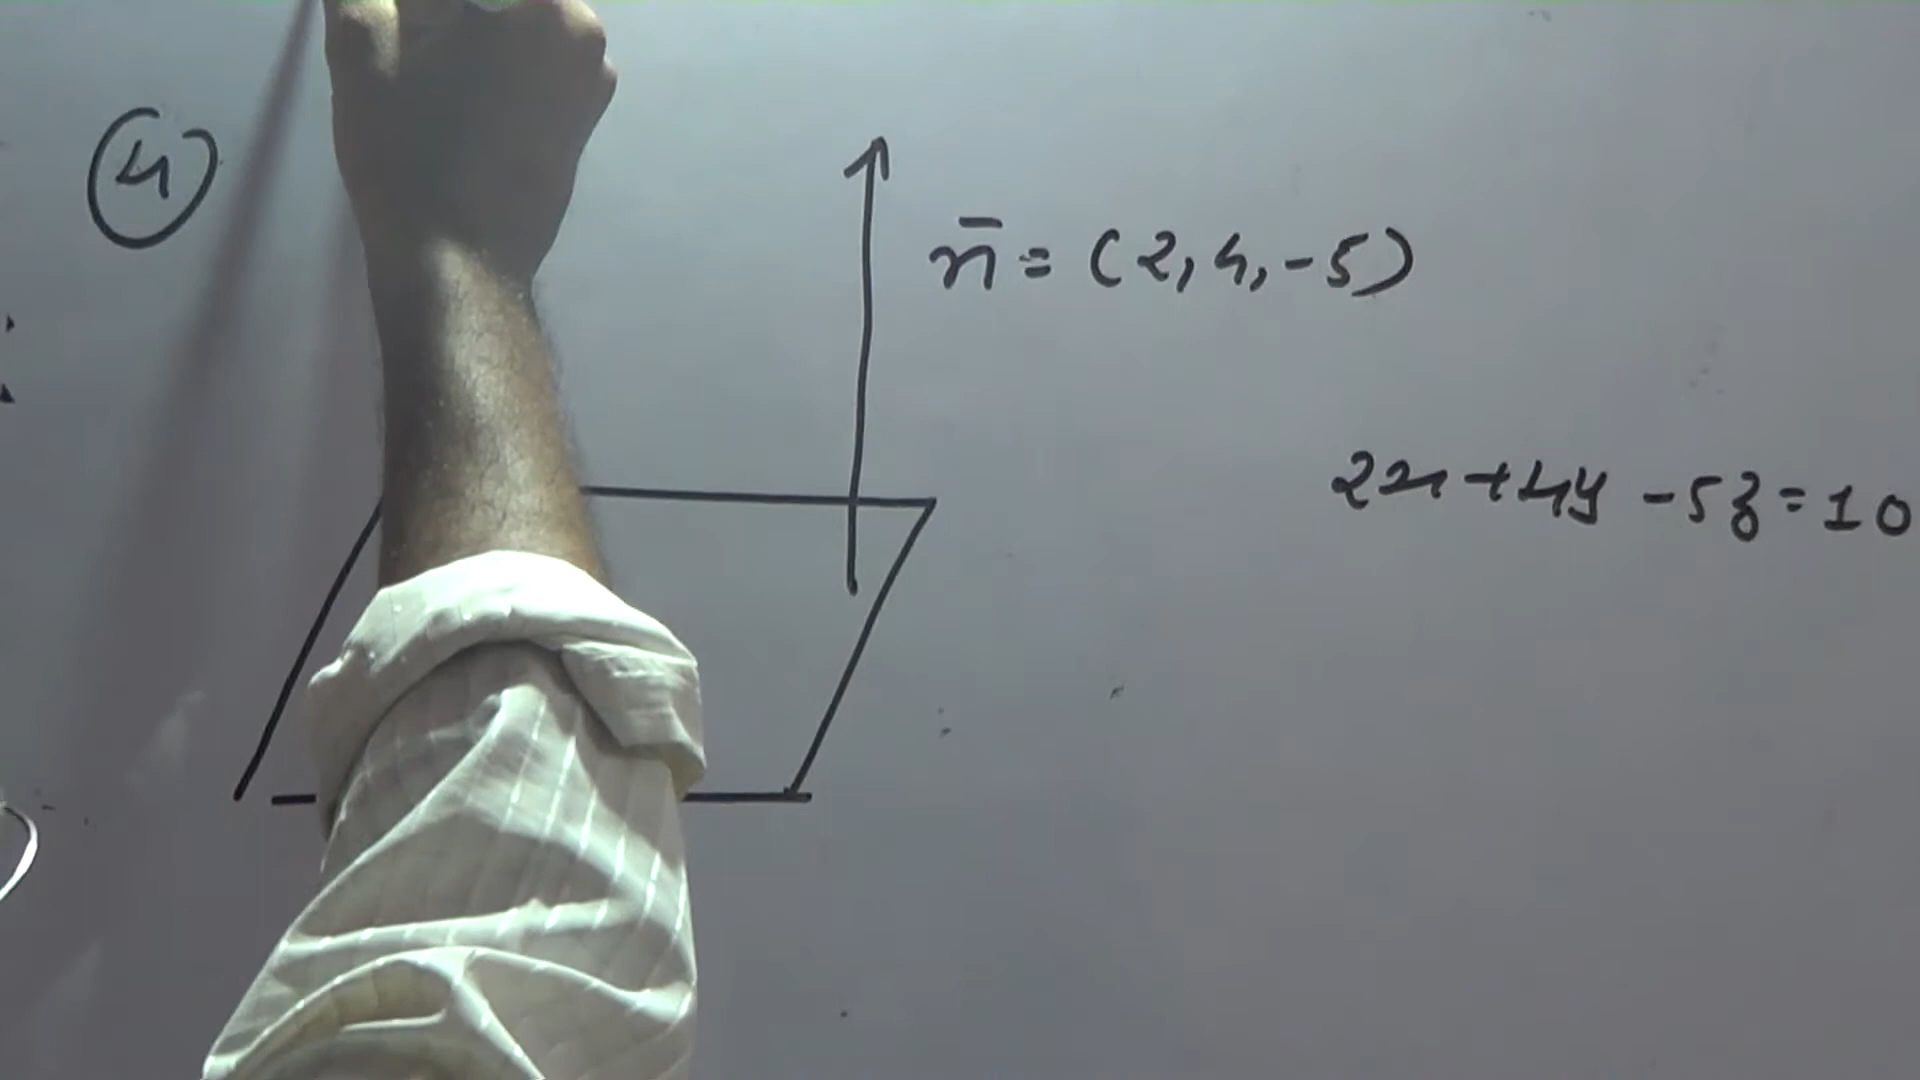 4
n̄ = (2, 4, -5)
2x + 4y - 5z = 10